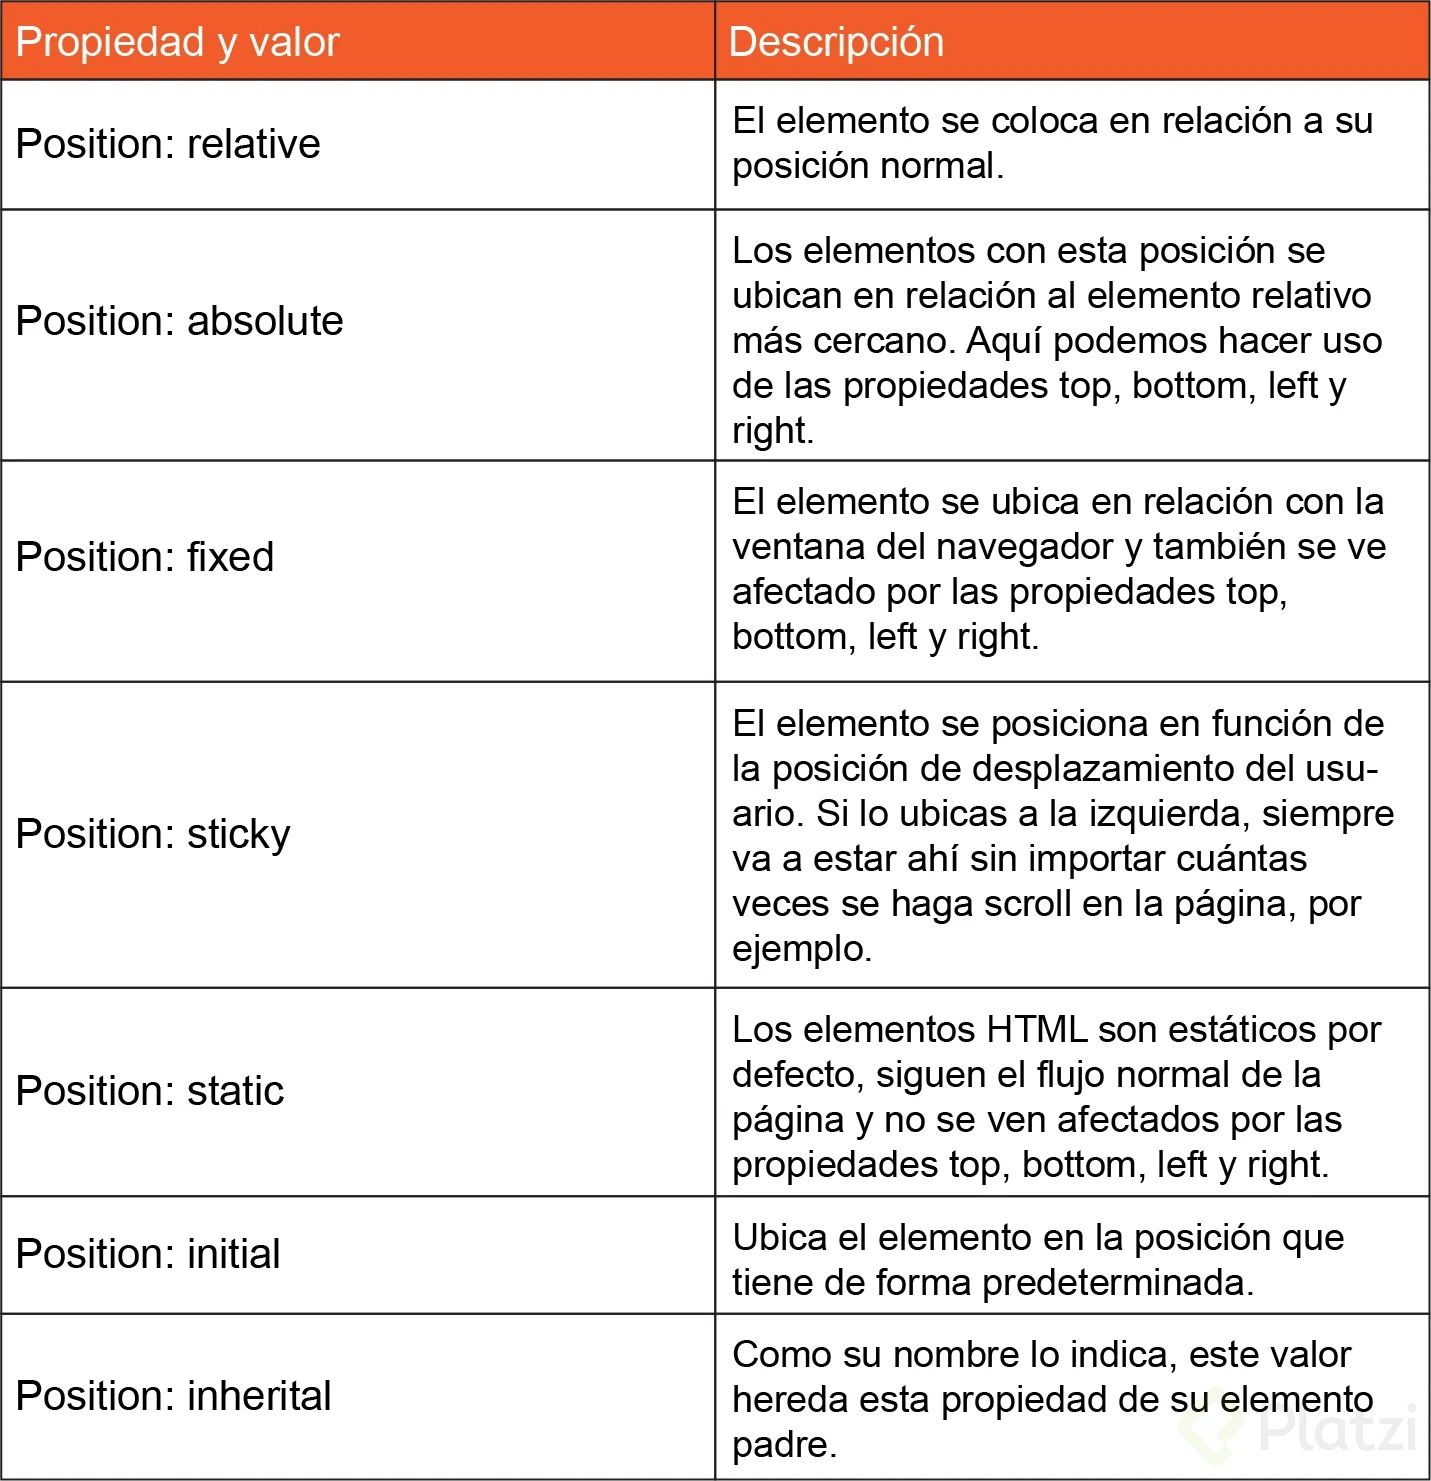 Propiedad y valor
Descripción
Position: relative
El elemento se coloca en relación a su
posición normal.
Position: absolute
Los elementos con esta posición se
ubican en relación al elemento relativo
más cercano. Aquí podemos hacer uso
de las propiedades top, bottom, left y
right.
Position: fixed
El elemento se ubica en relación con la
ventana del navegador y también se ve
afectado por las propiedades top,
bottom, left y right.
Position: sticky
El elemento se posiciona en función de
la posición de desplazamiento del usu-
ario. Si lo ubicas a la izquierda, siempre
va a estar ahí sin importar cuántas
veces se haga scroll en la página, por
ejemplo.
Position: static
Los elementos HTML son estáticos por
defecto, siguen el flujo normal de la
página y no se ven afectados por las
propiedades top, bottom, left y right.
Position: initial
Ubica el elemento en la posición que
tiene de forma predeterminada.
Position: inherital
Como su nombre lo indica, este valor
hereda esta propiedad de su elemento
padre.
Platzi